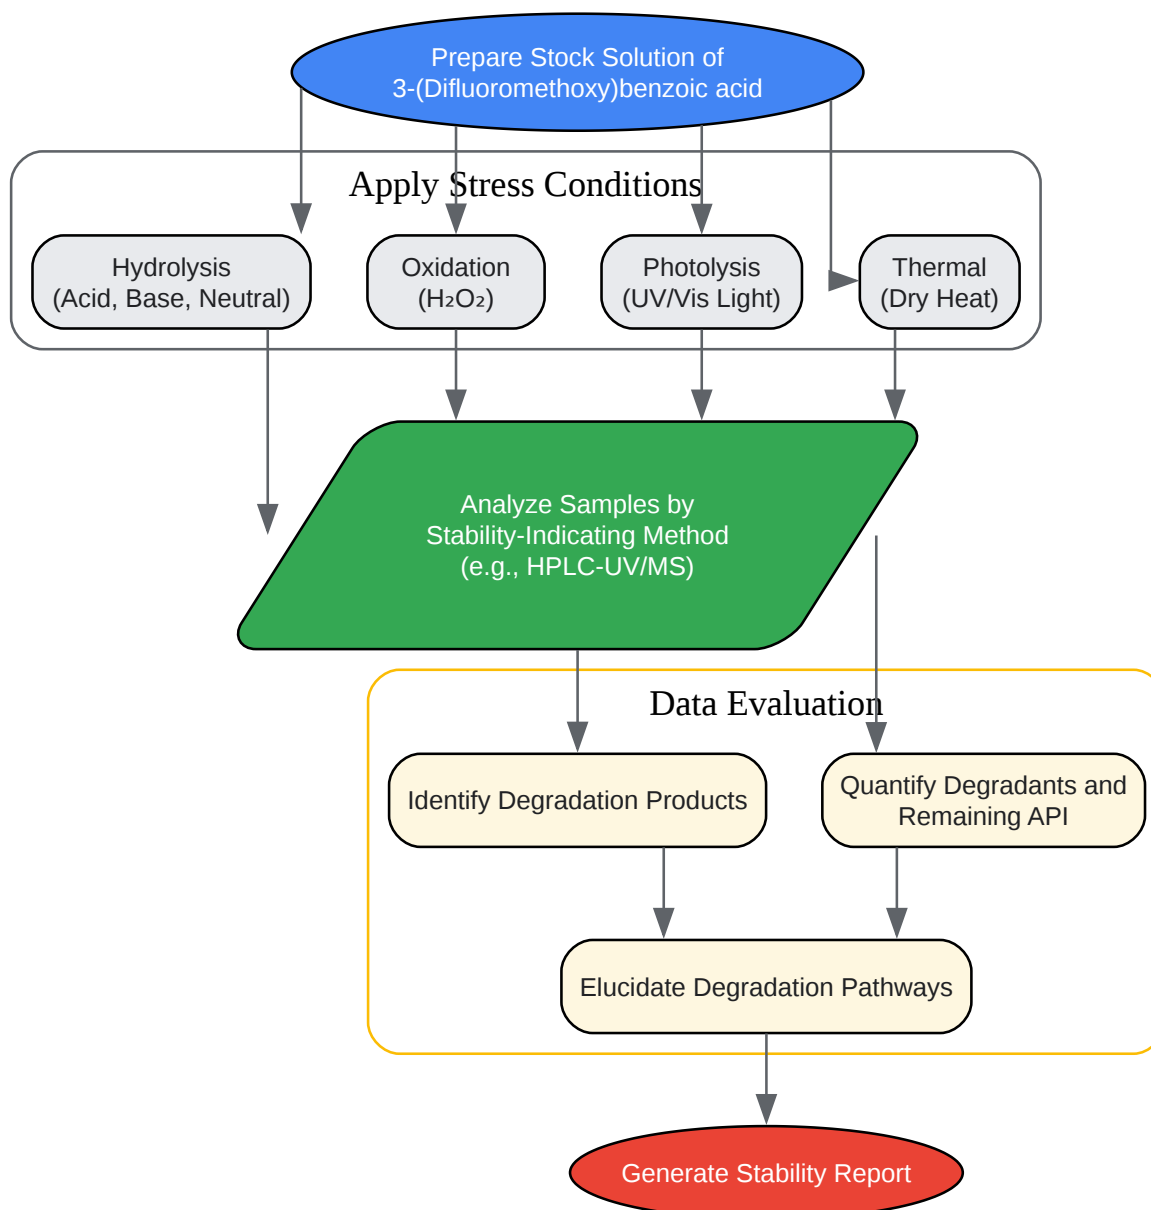 Prepare Stock Solution of
3-(Difluoromethoxy)benzoic acid
Apply Stress Conditions
Hydrolysis
(Acid, Base, Neutral)
Oxidation
(H₂O₂)
Photolysis
(UV/Vis Light)
Thermal
(Dry Heat)
Analyze Samples by
Stability-Indicating Method
(e.g., HPLC-UV/MS)
Data Evaluation
Identify Degradation Products
Quantify Degradants and
Remaining API
Elucidate Degradation Pathways
Generate Stability Report